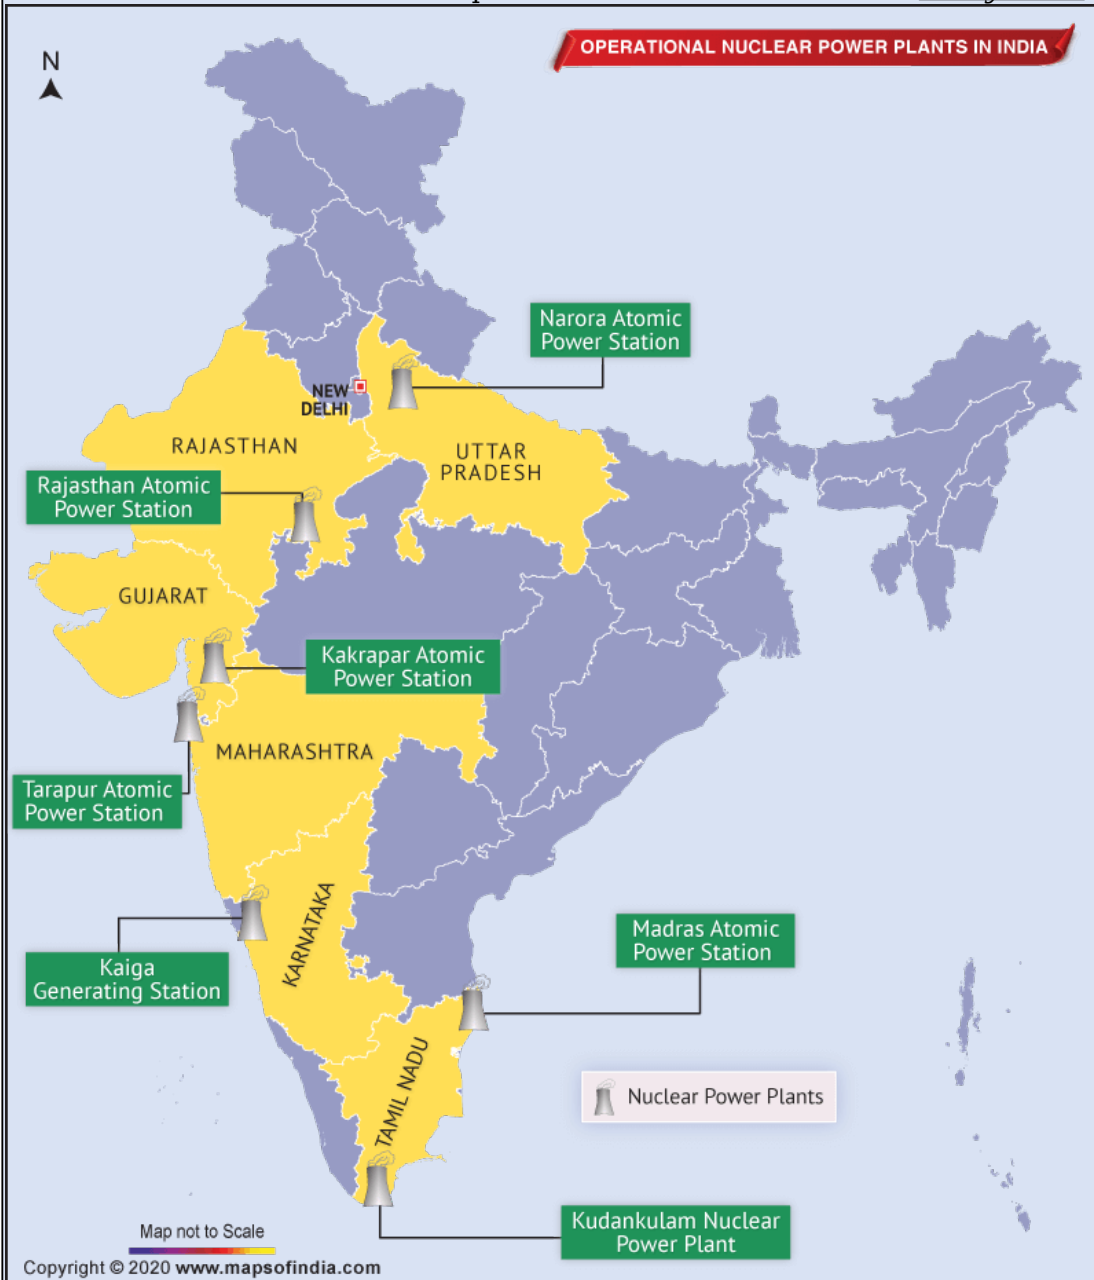 OPERATIONAL NUCLEAR POWER PLANTS IN INDIA
N
Narora Atomic
Power Station
NEW
DELHI
RAJASTHAN
UTTAR
PRADESH
Rajasthan Atomic
Power Station
GUJARAT
Kakrapar Atomic
Power Station
MAHARASHTRA
Tarapur Atomic
Power Station
KARNATAKA
Madras Atomic
Power Station
Kaiga
Generating Station
TAMIL NADU
Nuclear Power Plants
Kudankulam Nuclear
Power Plant
Map not to Scale
Copyright © 2020 www.mapsofindia.com